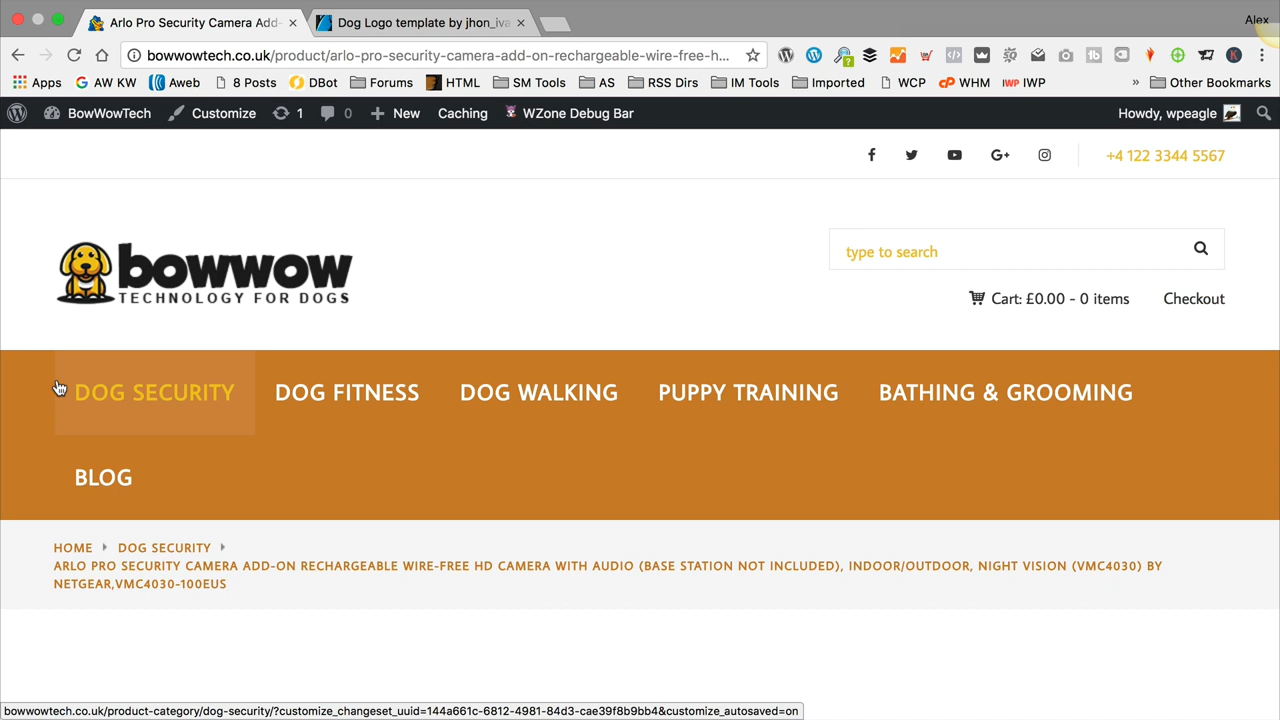 Arlo Pro Security Camera Add-
Dog Logo template by jhon_iva
Alex
bowwowtech.co.uk/product/arlo-pro-security-camera-add-on-rechargeable-wire-free-h...
Apps AW KW Aweb 8 Posts DBot Forums HTML SM Tools AS RSS Dirs IM Tools Imported WCP WHM IWP IWP » Other Bookmarks
BowWowTech Customize 1 0 New Caching WZone Debug Bar Howdy, wpeagle
+4 122 3344 5567
bowwow
TECHNOLOGY FOR DOGS
type to search
Cart: £0.00 - 0 items Checkout
DOG SECURITY DOG FITNESS DOG WALKING PUPPY TRAINING BATHING & GROOMING
BLOG
HOME DOG SECURITY
ARLO PRO SECURITY CAMERA ADD-ON RECHARGEABLE WIRE-FREE HD CAMERA WITH AUDIO (BASE STATION NOT INCLUDED), INDOOR/OUTDOOR, NIGHT VISION (VMC4030) BY
NETGEAR,VMC4030-100EUS
bowwowtech.co.uk/product-category/dog-security/?customize_changeset_uuid=144a661c-6812-4981-84d3-cae39f8b9bb4&customize_autosaved=on